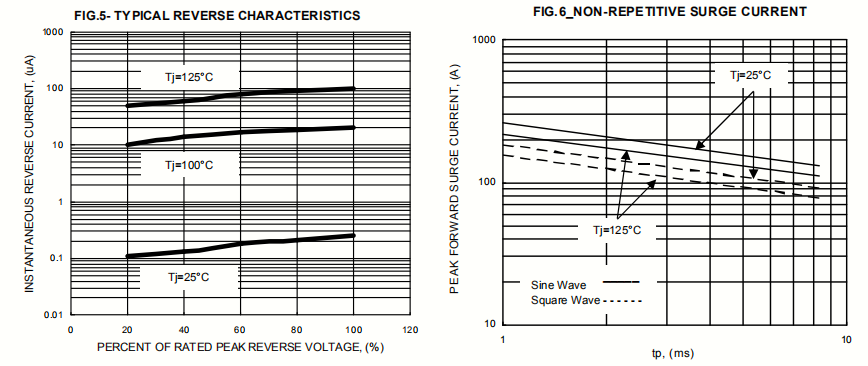 FIG.5- TYPICAL REVERSE CHARACTERISTICS
INSTANTANEOUS REVERSE CURRENT, (uA)
1000
100
10
1
0.1
0.01
Tj=125°C
Tj=100°C
Tj=25°C
0 20 40 60 80 100 120
PERCENT OF RATED PEAK REVERSE VOLTAGE, (%)
FIG.6_NON-REPETITIVE SURGE CURRENT
PEAK FORWARD SURGE CURRENT, (A)
1000
100
10
Tj=25°C
Tj=125°C
Sine Wave
Square Wave
1 10
tp, (ms)